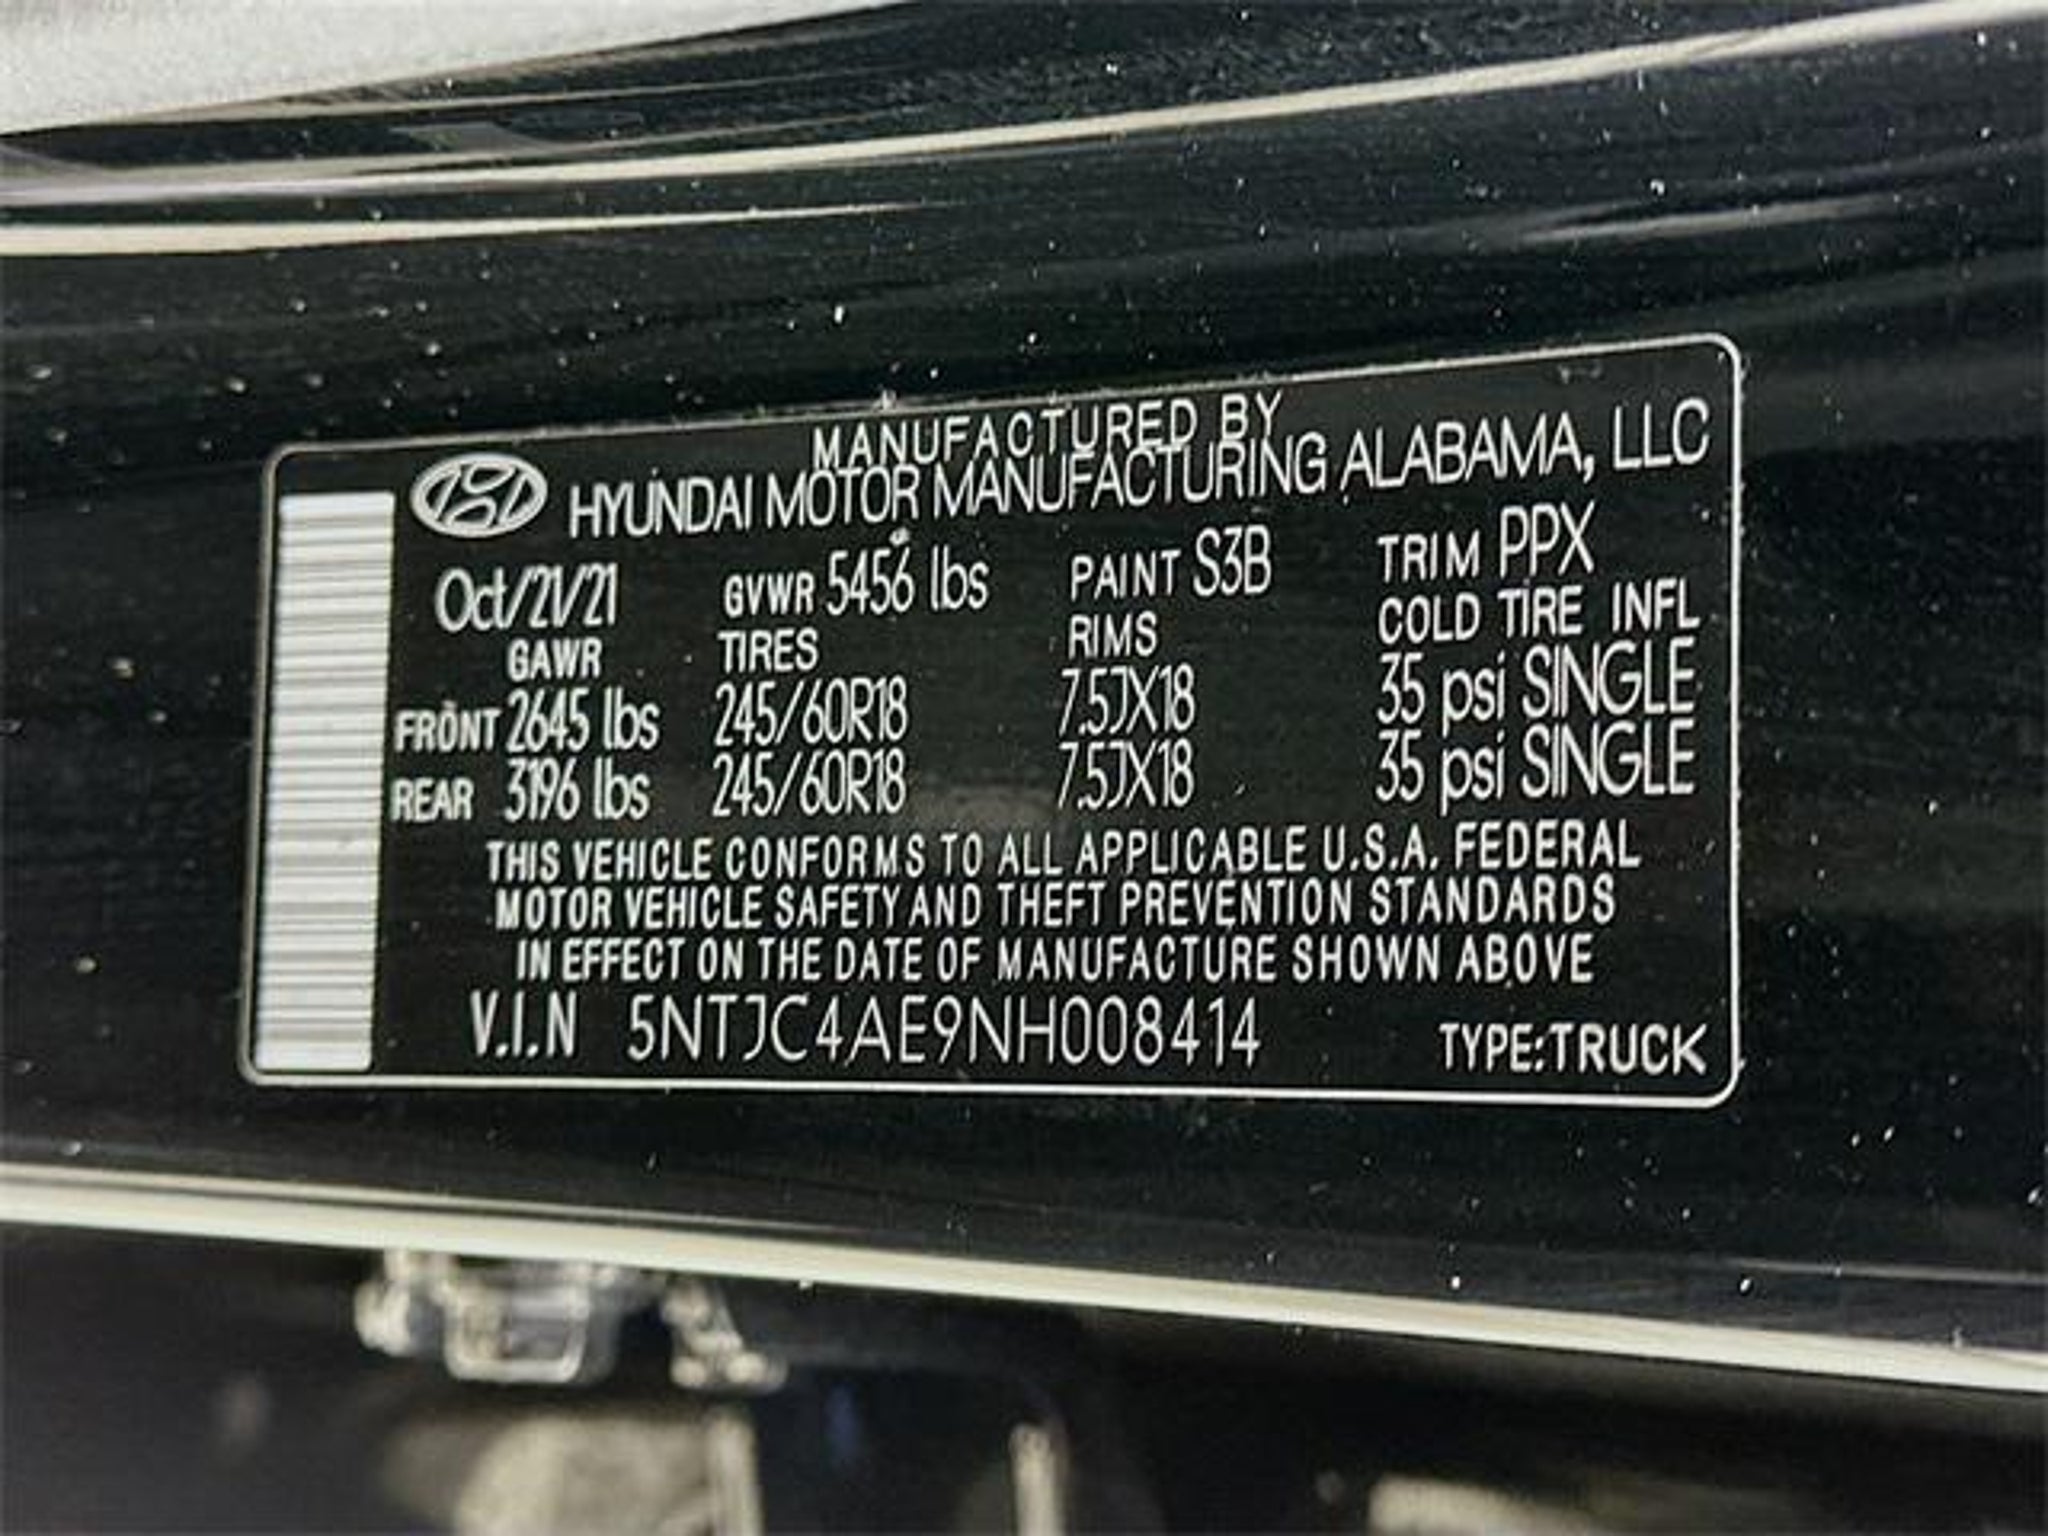 MANUFACTURED BY
HYUNDAI MOTOR MANUFACTURING ALABAMA, LLC
Oct/21/21 GVWR 5456 lbs PAINT S3B TRIM PPX
GAWR TIRES RIMS COLD TIRE INFL
FRONT 2645 lbs 245/60R18 7.5JX18 35 psi SINGLE
REAR 3196 lbs 245/60R18 7.5JX18 35 psi SINGLE
THIS VEHICLE CONFORMS TO ALL APPLICABLE U.S.A. FEDERAL
MOTOR VEHICLE SAFETY AND THEFT PREVENTION STANDARDS
IN EFFECT ON THE DATE OF MANUFACTURE SHOWN ABOVE
V.I.N 5NTJC4AE9NH008414 TYPE:TRUCK